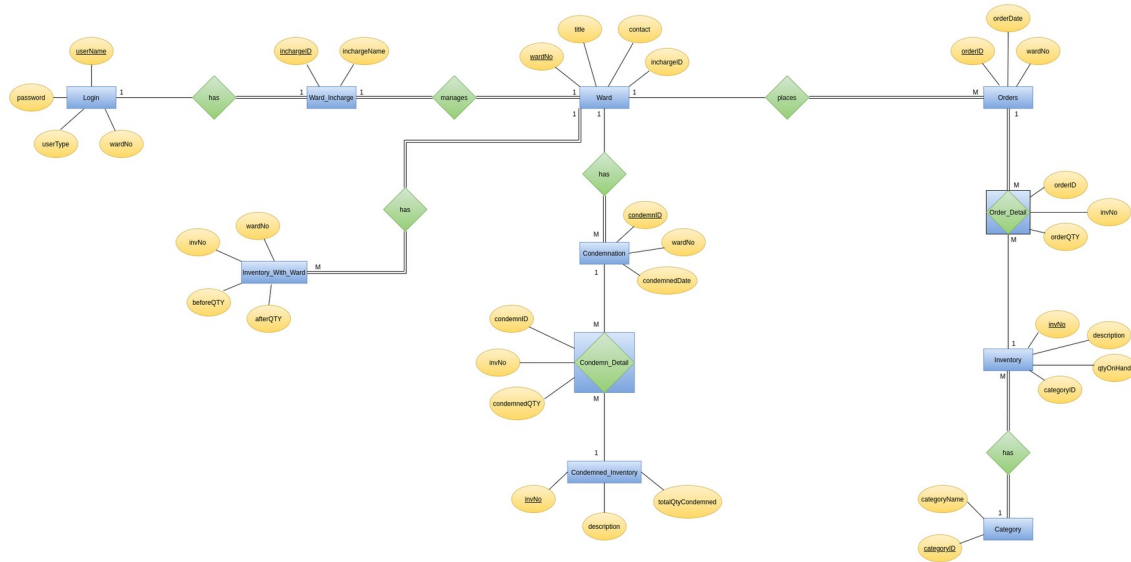 orderDate
title
contact
userName
inchargeID
inchargeName
wardNo
inchargeID
orderID
wardNo
password
Login
1
has
1
Ward_Incharge
1
manages
1
Ward
1
places
M
Orders
1
1
1
userType
wardNo
has
M
orderID
has
Order_Detail
invNo
orderQTY
M
condemnID
wardNo
invNo
M
Condemnation
wardNo
M
Inventory_With_Ward
1
condemnedDate
beforeQTY
afterQTY
condemnID
M
invNo
description
1
Inventory
invNo
Condemn_Detail
qtyOnHand
M
categoryID
condemnedQTY
M
1
has
Condemned_Inventory
invNo
totalQtyCondemned
categoryName
1
description
Category
categoryID